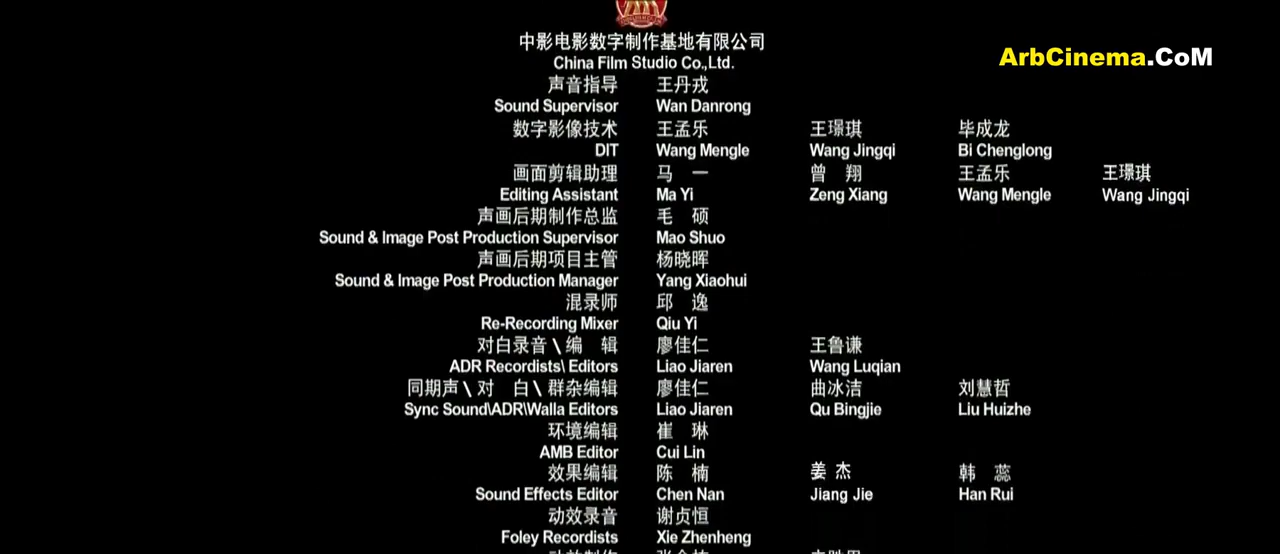 中影电影数字制作基地有限公司
China Film Studio Co.,Ltd.
ArbCinema.CoM
声音指导 王丹戎
Sound Supervisor Wan Danrong
数字影像技术 王孟乐 王璟琪 毕成龙
DIT Wang Mengle Wang Jingqi Bi Chenglong
画面剪辑助理 马 一 曾 翔 王孟乐 王璟琪
Editing Assistant Ma Yi Zeng Xiang Wang Mengle Wang Jingqi
声画后期制作总监 毛 硕
Sound & Image Post Production Supervisor Mao Shuo
声画后期项目主管 杨晓晖
Sound & Image Post Production Manager Yang Xiaohui
混录师 邱 逸
Re-Recording Mixer Qiu Yi
对白录音\编 辑 廖佳仁 王鲁谦
ADR Recordists\ Editors Liao Jiaren Wang Luqian
同期声\对 白\群杂编辑 廖佳仁 曲冰洁 刘慧哲
Sync Sound\ADR\Walla Editors Liao Jiaren Qu Bingjie Liu Huizhe
环境编辑 崔 琳
AMB Editor Cui Lin
效果编辑 陈 楠 姜 杰 韩 蕊
Sound Effects Editor Chen Nan Jiang Jie Han Rui
动效录音 谢贞恒
Foley Recordists Xie Zhenheng